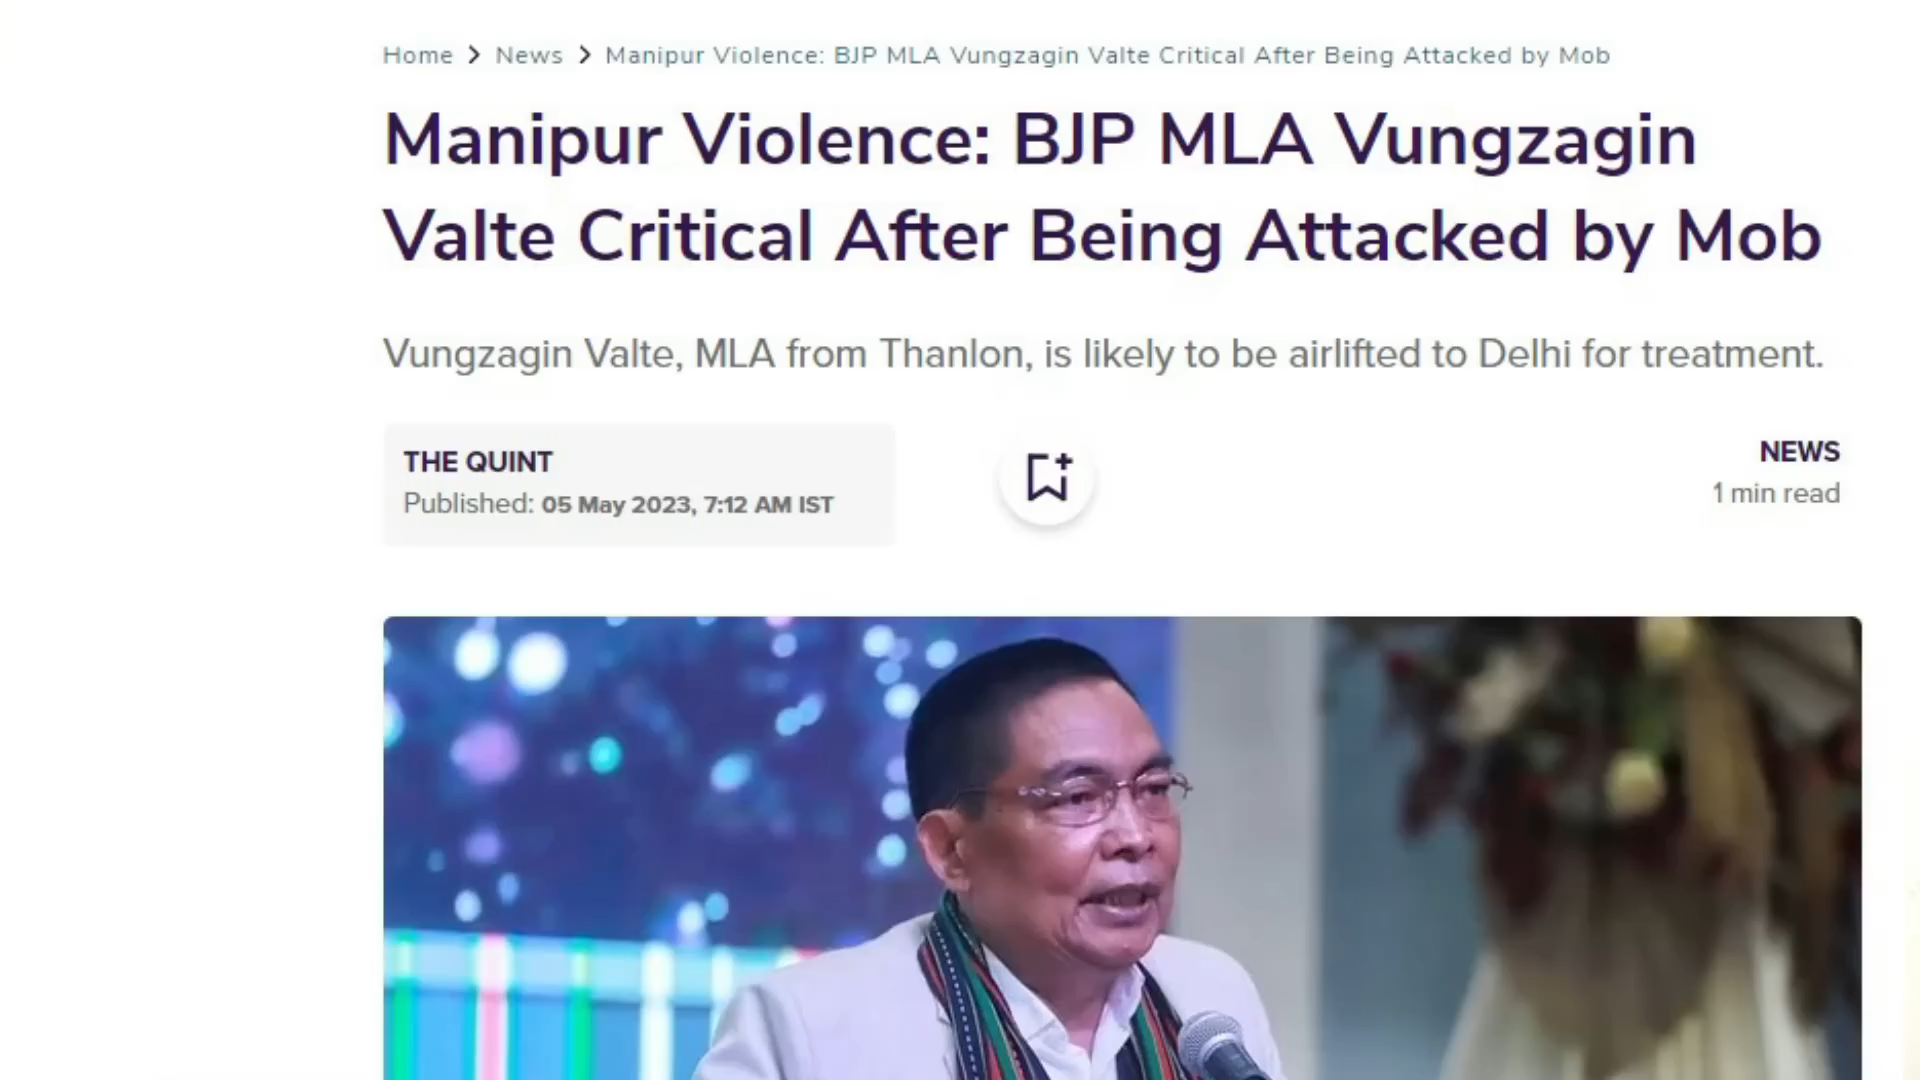 Home > News > Manipur Violence: BJP MLA Vungzagin Valte Critical After Being Attacked by Mob
Manipur Violence: BJP MLA Vungzagin
Valte Critical After Being Attacked by Mob
Vungzagin Valte, MLA from Thanlon, is likely to be airlifted to Delhi for treatment.
THE QUINT
Published: 05 May 2023, 7:12 AM IST
NEWS
1 min read